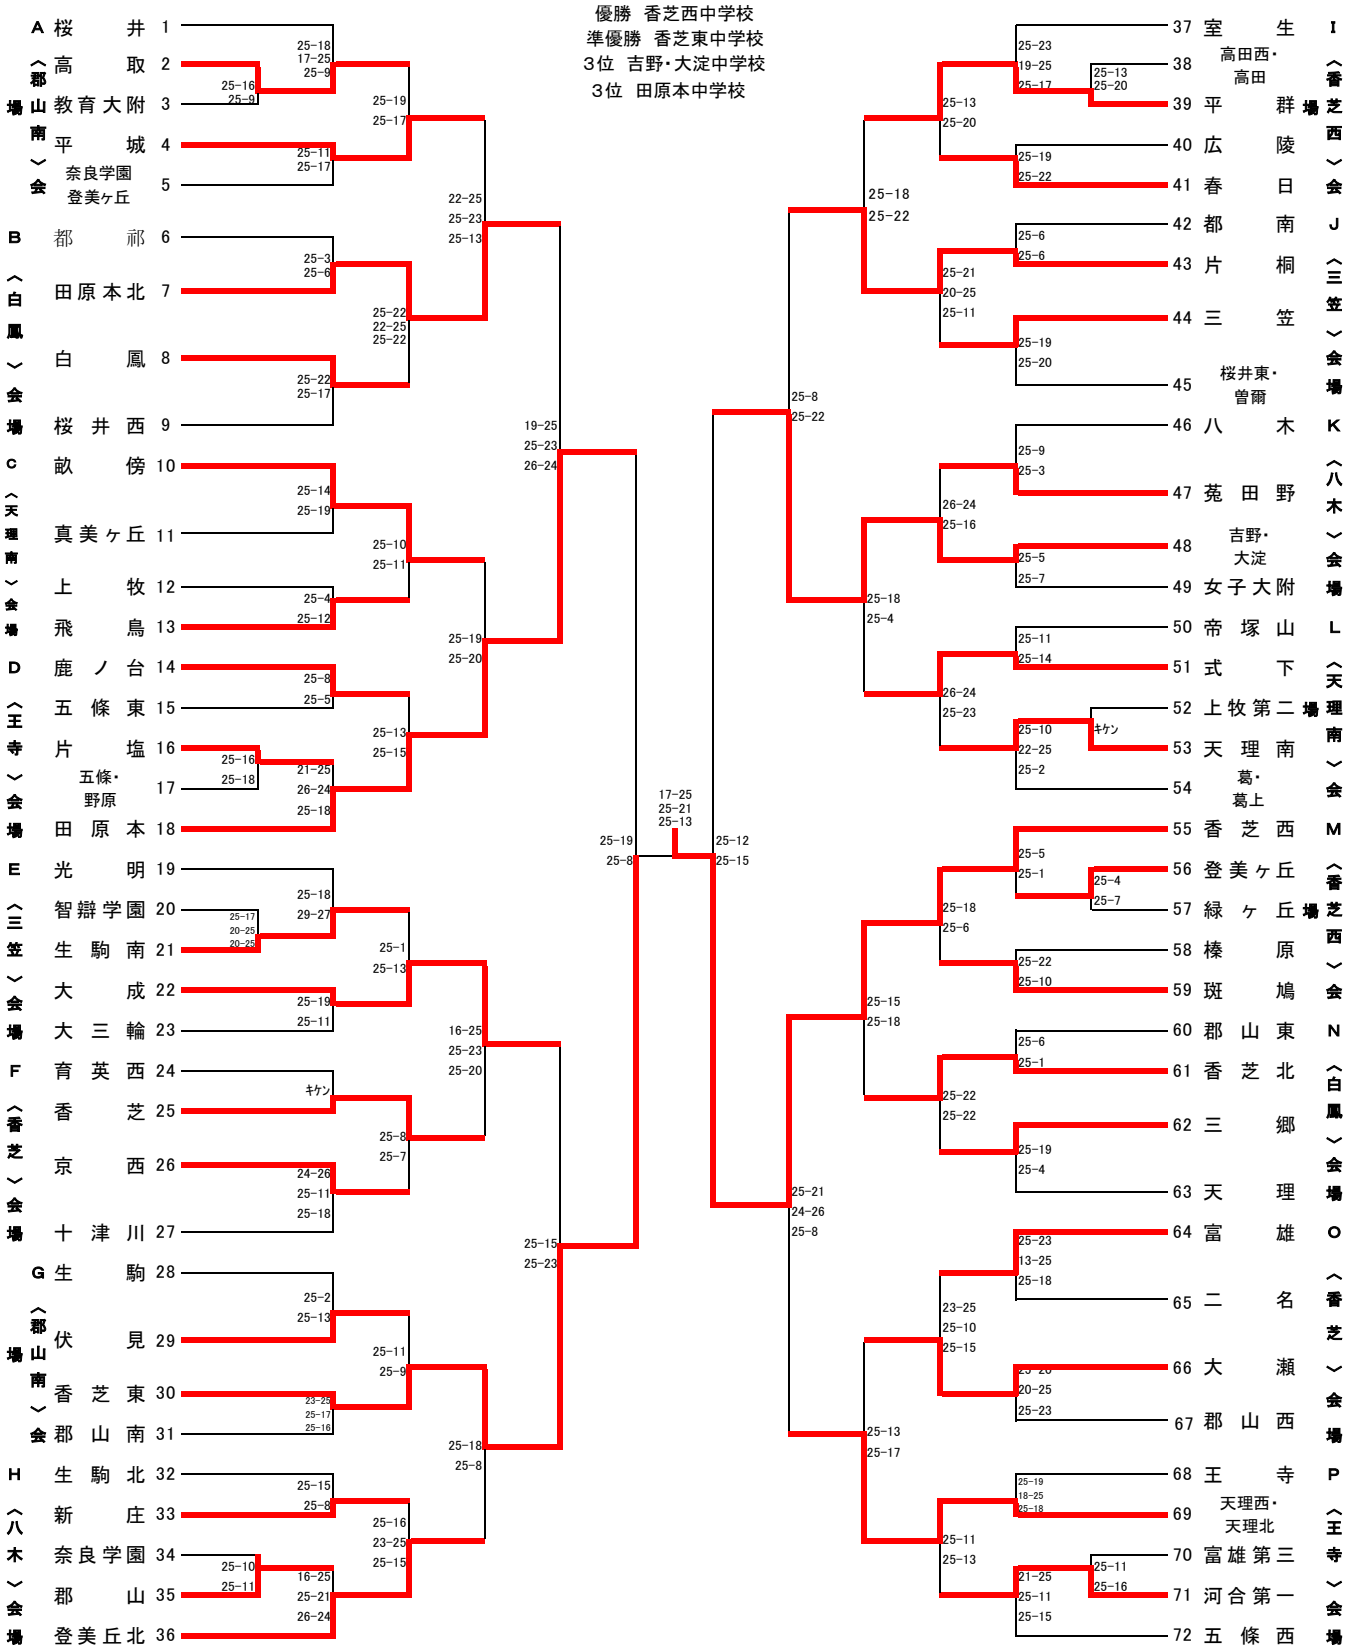 優勝 香芝西中学校
準優勝 香芝東中学校
3位 吉野・大淀中学校
3位 田原本中学校
A 〈郡山南〉会場
桜井 1
25-18
17-25
25-9
高取 2
25-16
25-9
教育大附 3
25-19
25-17
平城 4
25-11
25-17
奈良学園登美ヶ丘 5
22-25
25-23
25-13
B 〈白鳳〉会場
都祁 6
25-3
25-6
田原本北 7
25-22
22-25
25-22
白鳳 8
25-22
25-17
桜井西 9
19-25
25-23
26-24
C 〈天理南〉会場
畝傍 10
25-14
25-19
真美ヶ丘 11
25-10
25-11
上牧 12
25-4
25-12
飛鳥 13
25-19
25-20
D 〈王寺〉会場
鹿ノ台 14
25-8
25-5
五條東 15
25-13
25-15
片塩 16
25-16
25-18
五條・野原 17
21-25
26-24
25-18
田原本 18
25-19
25-8
E 〈三笠〉会場
光明 19
25-18
29-27
智辯学園 20
25-17
20-25
20-25
生駒南 21
25-1
25-13
大成 22
25-19
25-11
大三輪 23
16-25
25-23
25-20
F 〈香芝〉会場
育英西 24
キケン
香芝 25
25-8
25-7
京西 26
24-26
25-11
25-18
十津川 27
25-15
25-23
G 〈郡山南〉会場
生駒 28
25-2
25-13
伏見 29
25-11
25-9
香芝東 30
23-25
25-17
25-16
郡山南 31
25-18
25-8
H 〈八木〉会場
生駒北 32
25-15
25-8
新庄 33
25-16
23-25
25-15
奈良学園 34
25-10
25-11
郡山 35
16-25
25-21
26-24
登美丘北 36
17-25
25-21
25-13
37 室生
I 〈香芝西〉会場
25-23
19-25
25-17
38 高田西・高田
25-13
25-20
39 平群
25-13
25-20
40 広陵
25-19
25-22
41 春日
25-18
25-22
42 都南
J 〈三笠〉会場
25-6
25-6
43 片桐
25-21
20-25
25-11
44 三笠
25-19
25-20
45 桜井東・曽爾
25-8
25-22
46 八木
K 〈八木〉会場
25-9
25-3
47 菟田野
26-24
25-16
48 吉野・大淀
25-5
25-7
49 女子大附
25-18
25-4
50 帝塚山
L 〈天理南〉会場
25-11
25-14
51 式下
26-24
25-23
52 上牧第二
キケン
53 天理南
25-10
22-25
25-2
54 葛・葛上
25-12
25-15
55 香芝西
M 〈香芝西〉会場
25-5
25-1
56 登美ヶ丘
25-4
25-7
57 緑ヶ丘
25-18
25-6
58 榛原
25-22
25-10
59 斑鳩
25-15
25-18
60 郡山東
N 〈白鳳〉会場
25-6
25-1
61 香芝北
25-22
25-22
62 三郷
25-19
25-4
63 天理
25-21
24-26
25-8
64 富雄
O 〈香芝〉会場
25-23
13-25
25-18
65 二名
23-25
25-10
25-15
66 大瀬
20-25
25-23
67 郡山西
25-13
25-17
68 王寺
P 〈王寺〉会場
25-19
18-25
25-18
69 天理西・天理北
25-11
25-13
70 富雄第三
25-11
25-16
71 河合第一
21-25
25-11
25-15
72 五條西